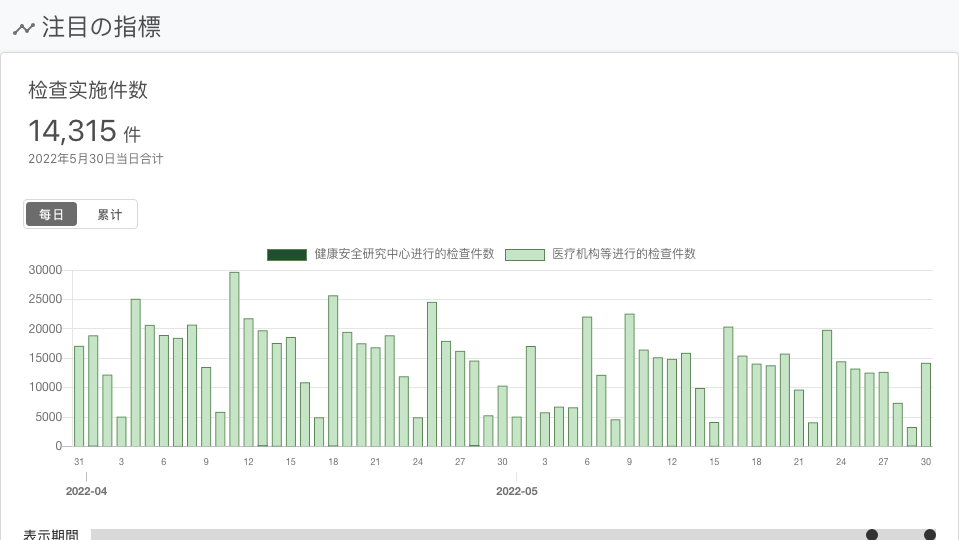 注目の指標
检查实施件数
14,315 件
2022年5月30日当日合计
每日 累计
健康安全研究中心进行的检查件数 医疗机构等进行的检查件数
30000
25000
20000
15000
10000
5000
0
31 3 6 9 12 15 18 21 24 27 30 3 6 9 12 15 18 21 24 27 30
2022-04 2022-05
表示期間